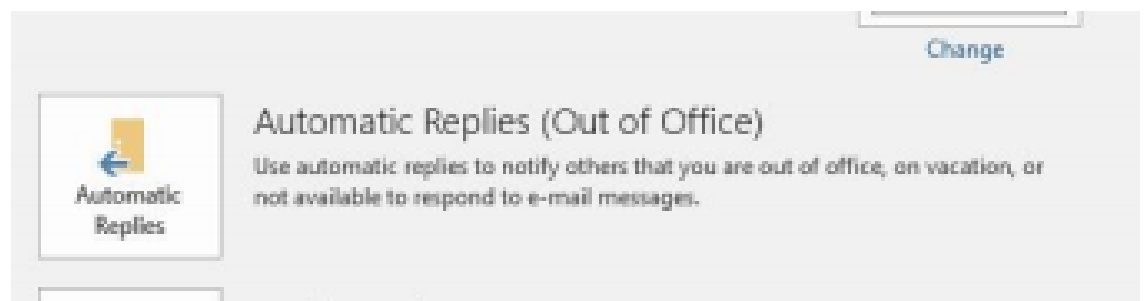 Change
Automatic Replies (Out of Office)
Use automatic replies to notify others that you are out of office, on vacation, or
not available to respond to e-mail messages.
Automatic
Replies